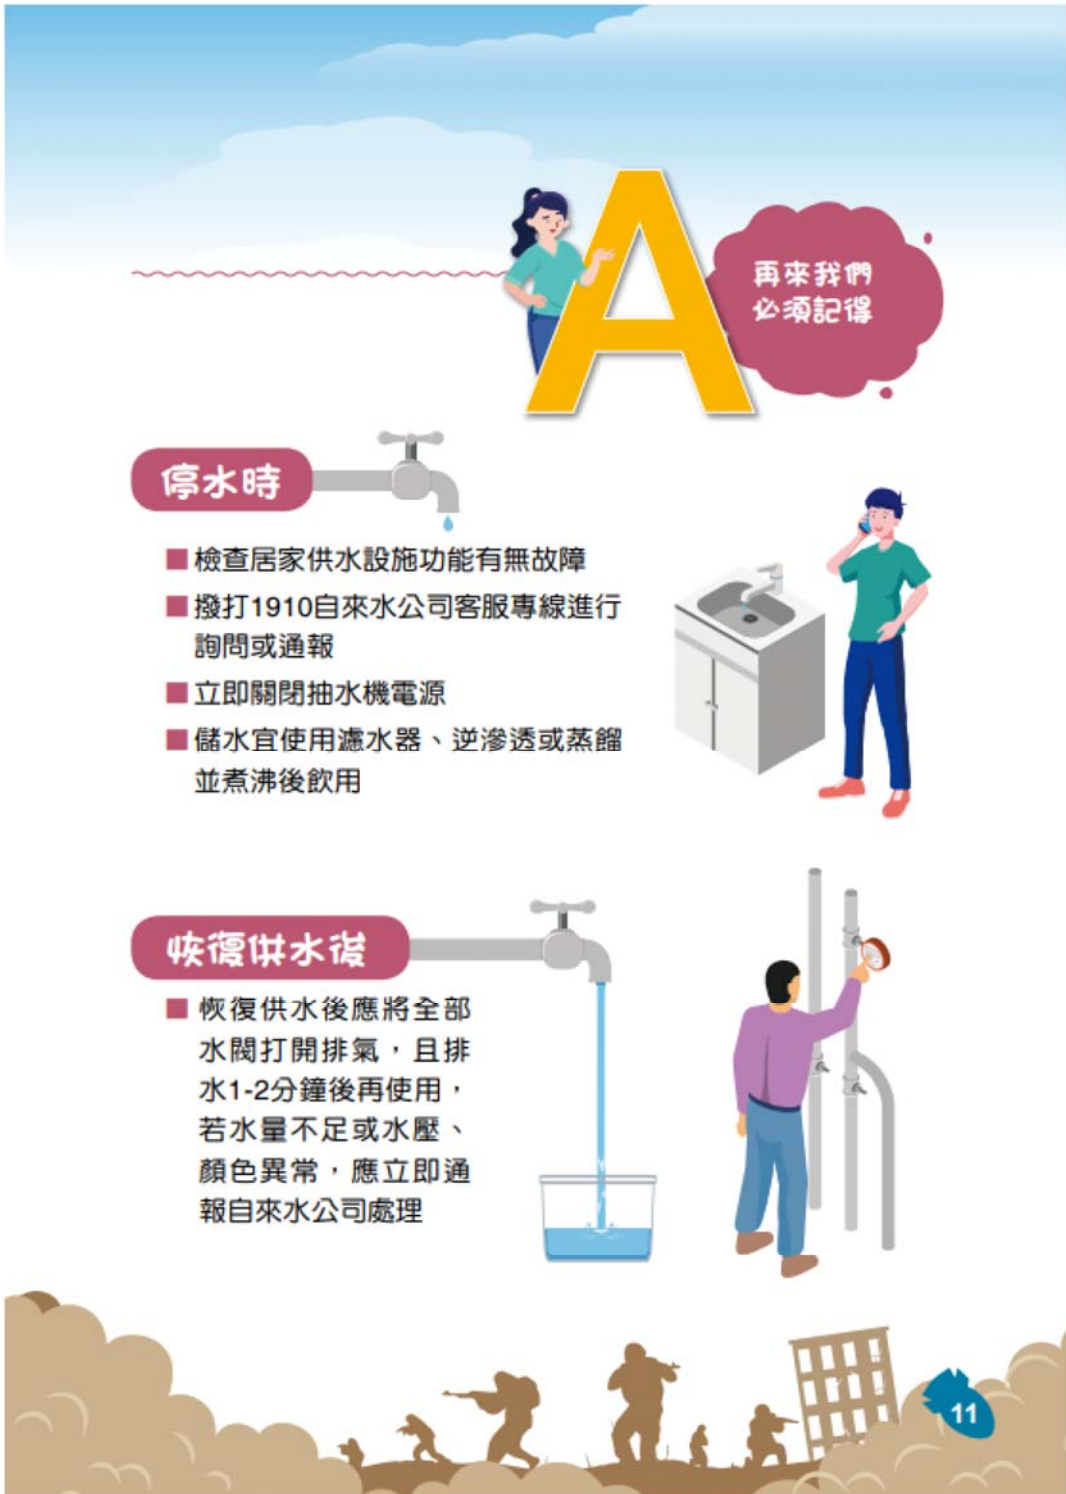 A
再來我們
必須記得
停水時
■檢查居家供水設施功能有無故障
■撥打1910自來水公司客服專線進行
詢問或通報
■立即關閉抽水機電源
■儲水宜使用濾水器、逆滲透或蒸餾
並煮沸後飲用
恢復供水後
■恢復供水後應將全部
水閥打開排氣，且排
水1-2分鐘後再使用，
若水量不足或水壓、
顏色異常，應立即通
報自來水公司處理
11